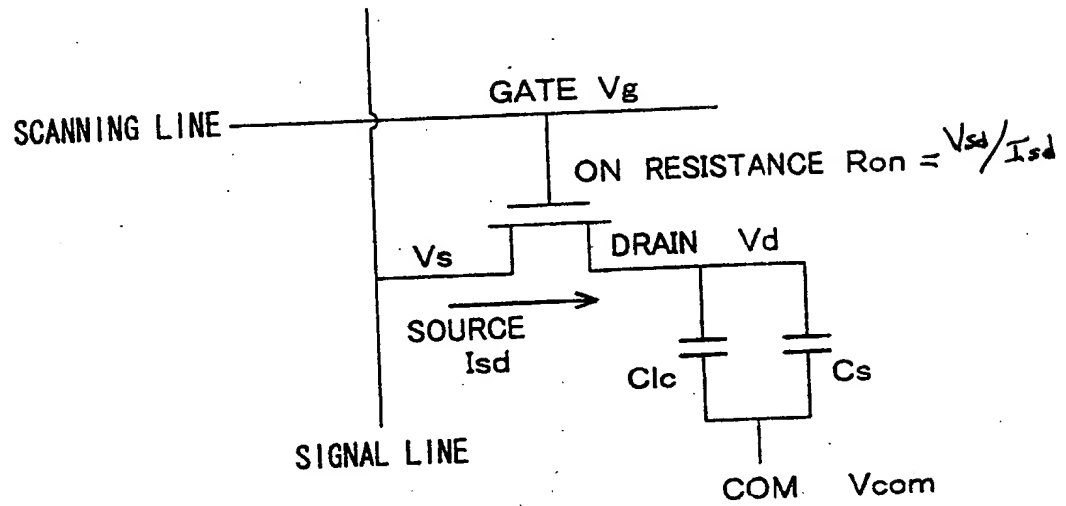 GATE Vg
SCANNING LINE
ON RESISTANCE Ron = Vsd/Isd
Vs
DRAIN Vd
SOURCE
Isd
Clc
Cs
SIGNAL LINE
COM Vcom